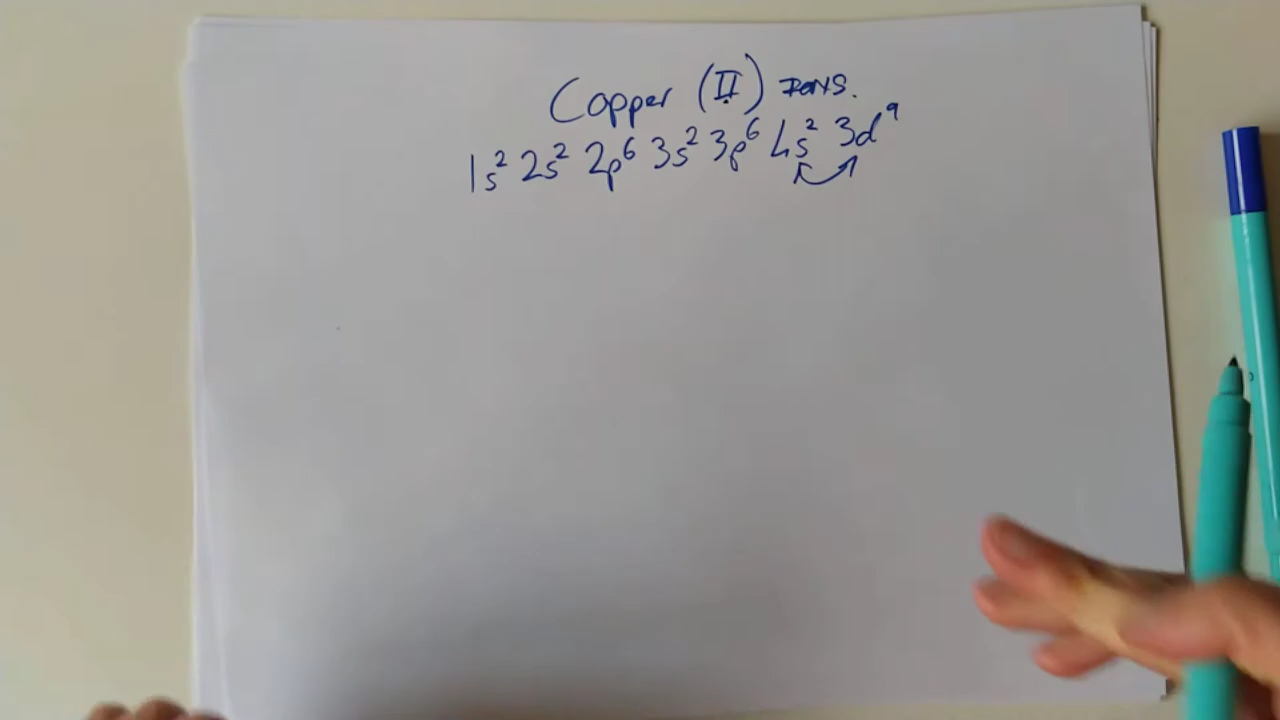 Copper (II) IONS.
1s² 2s² 2p⁶ 3s² 3p⁶ 4s² 3d⁹